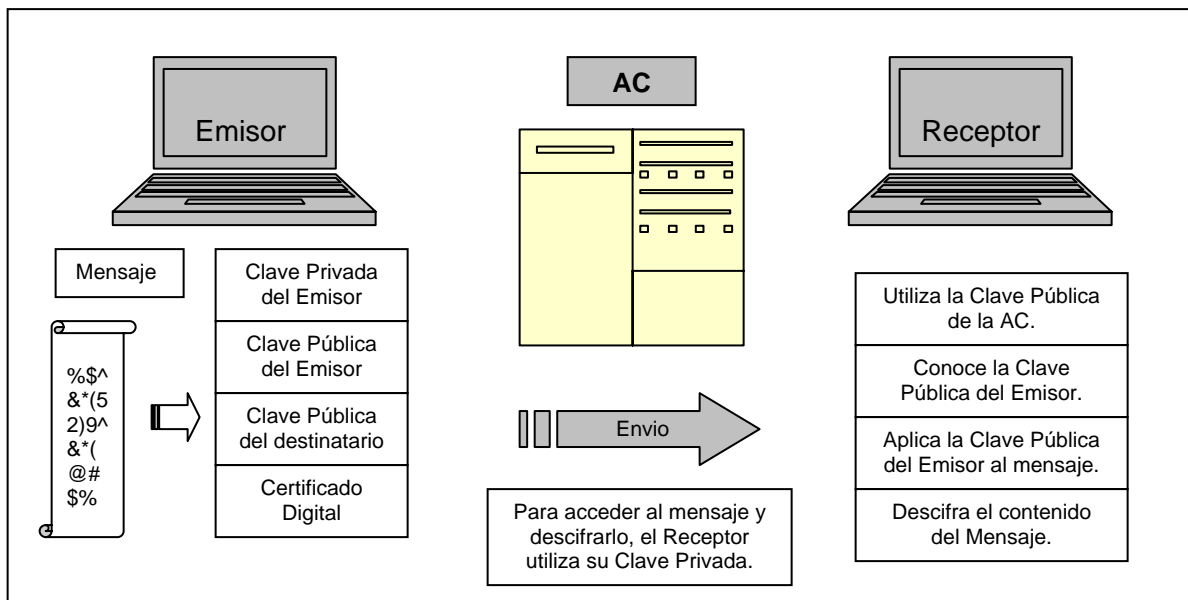 Emisor
AC
Receptor
Mensaje
%$^
&*(5
2)9^
&*(
@#
$%
Clave Privada
del Emisor
Clave Pública
del Emisor
Clave Pública
del destinatario
Certificado
Digital
Envio
Para acceder al mensaje y
descifrarlo, el Receptor
utiliza su Clave Privada.
Utiliza la Clave Pública
de la AC.
Conoce la Clave
Pública del Emisor.
Aplica la Clave Pública
del Emisor al mensaje.
Descifra el contenido
del Mensaje.